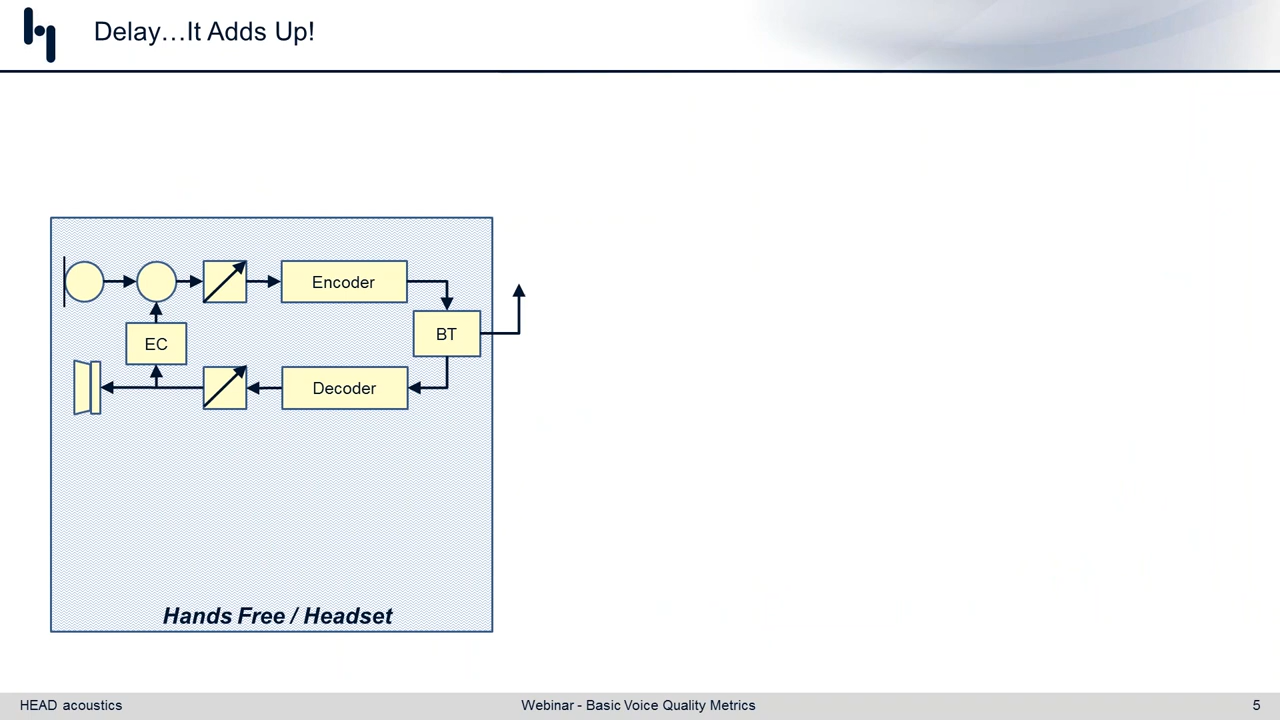 Delay…It Adds Up!
Encoder
BT
EC
Decoder
Hands Free / Headset
HEAD acoustics
Webinar - Basic Voice Quality Metrics
5